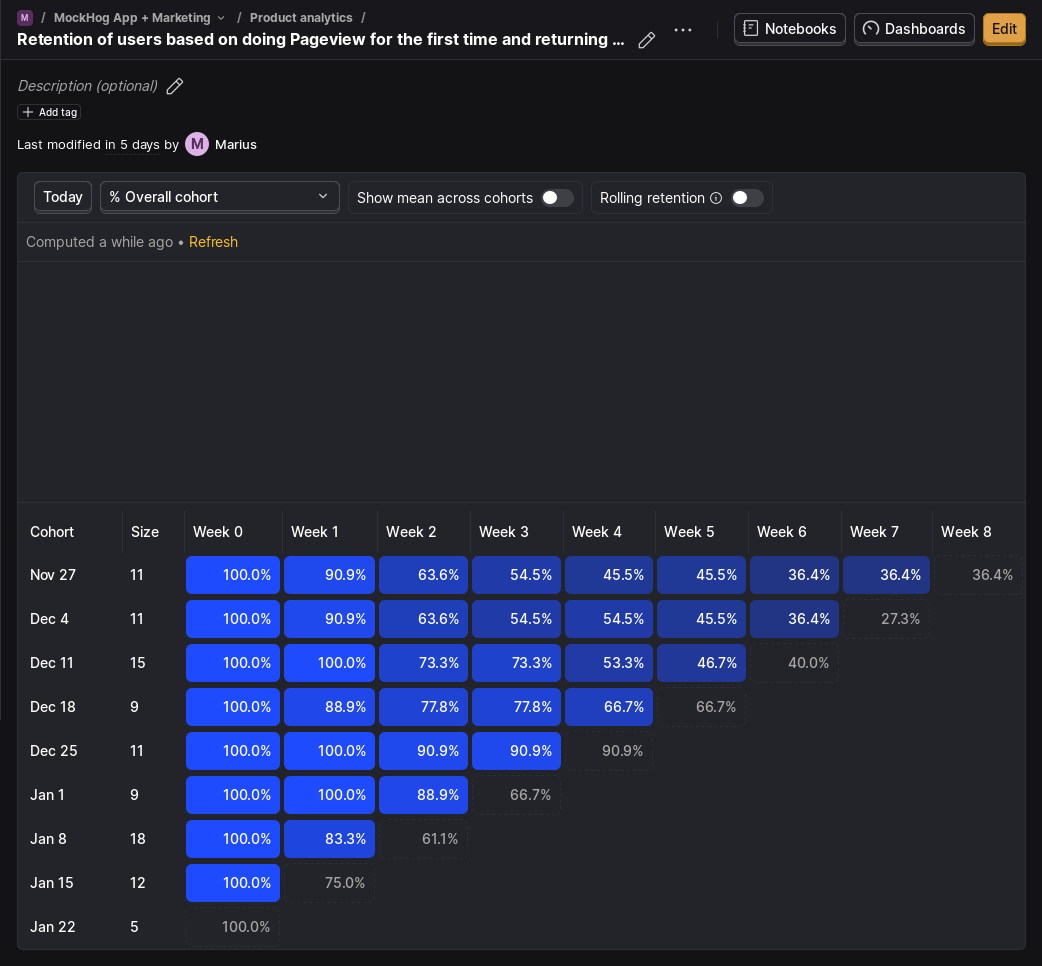 M / MockHog App + Marketing / Product analytics /
Retention of users based on doing Pageview for the first time and returning ...
Notebooks Dashboards Edit
Description (optional)
Add tag
Last modified in 5 days by M Marius
Today % Overall cohort Show mean across cohorts Rolling retention
Computed a while ago • Refresh
Cohort Size Week 0 Week 1 Week 2 Week 3 Week 4 Week 5 Week 6 Week 7 Week 8
Nov 27 11 100.0% 90.9% 63.6% 54.5% 45.5% 45.5% 36.4% 36.4% 36.4%
Dec 4 11 100.0% 90.9% 63.6% 54.5% 54.5% 45.5% 36.4% 27.3%
Dec 11 15 100.0% 100.0% 73.3% 73.3% 53.3% 46.7% 40.0%
Dec 18 9 100.0% 88.9% 77.8% 77.8% 66.7% 66.7%
Dec 25 11 100.0% 100.0% 90.9% 90.9% 90.9%
Jan 1 9 100.0% 100.0% 88.9% 66.7%
Jan 8 18 100.0% 83.3% 61.1%
Jan 15 12 100.0% 75.0%
Jan 22 5 100.0%